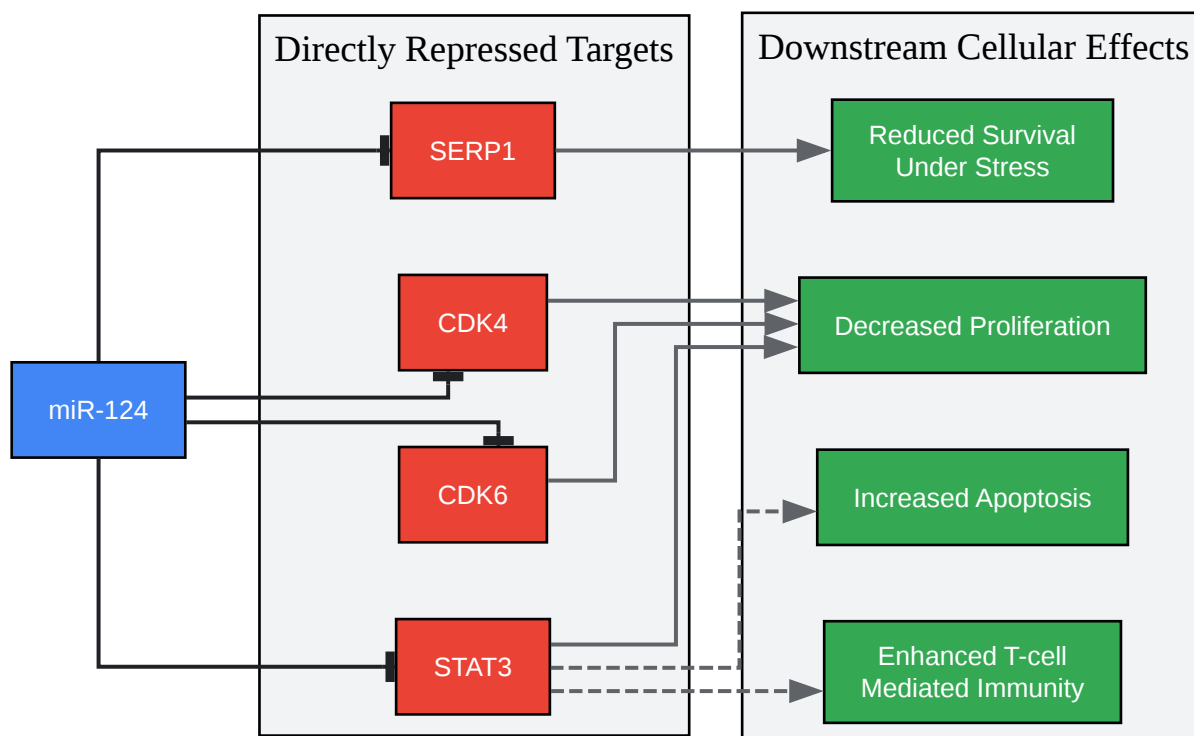 Directly Repressed Targets
Downstream Cellular Effects
SERP1
Reduced Survival
Under Stress
CDK4
Decreased Proliferation
miR-124
CDK6
Increased Apoptosis
STAT3
Enhanced T-cell
Mediated Immunity